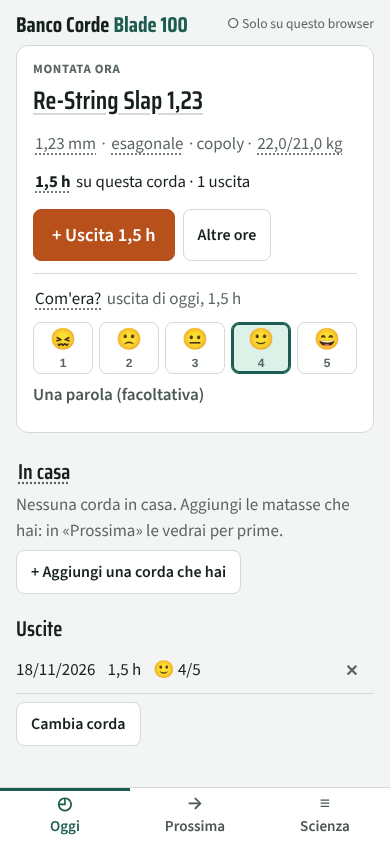 Banco Corde Blade 100
Solo su questo browser
MONTATA ORA
Re-String Slap 1,23
1,23 mm · esagonale · copoly · 22,0/21,0 kg
1,5 h su questa corda · 1 uscita
+ Uscita 1,5 h
Altre ore
Com'era? uscita di oggi, 1,5 h
1
2
3
4
5
Una parola (facoltativa)
In casa
Nessuna corda in casa. Aggiungi le matasse che
hai: in «Prossima» le vedrai per prime.
+ Aggiungi una corda che hai
Uscite
18/11/2026 1,5 h 🙂 4/5 ✕
Cambia corda
Oggi
Prossima
Scienza